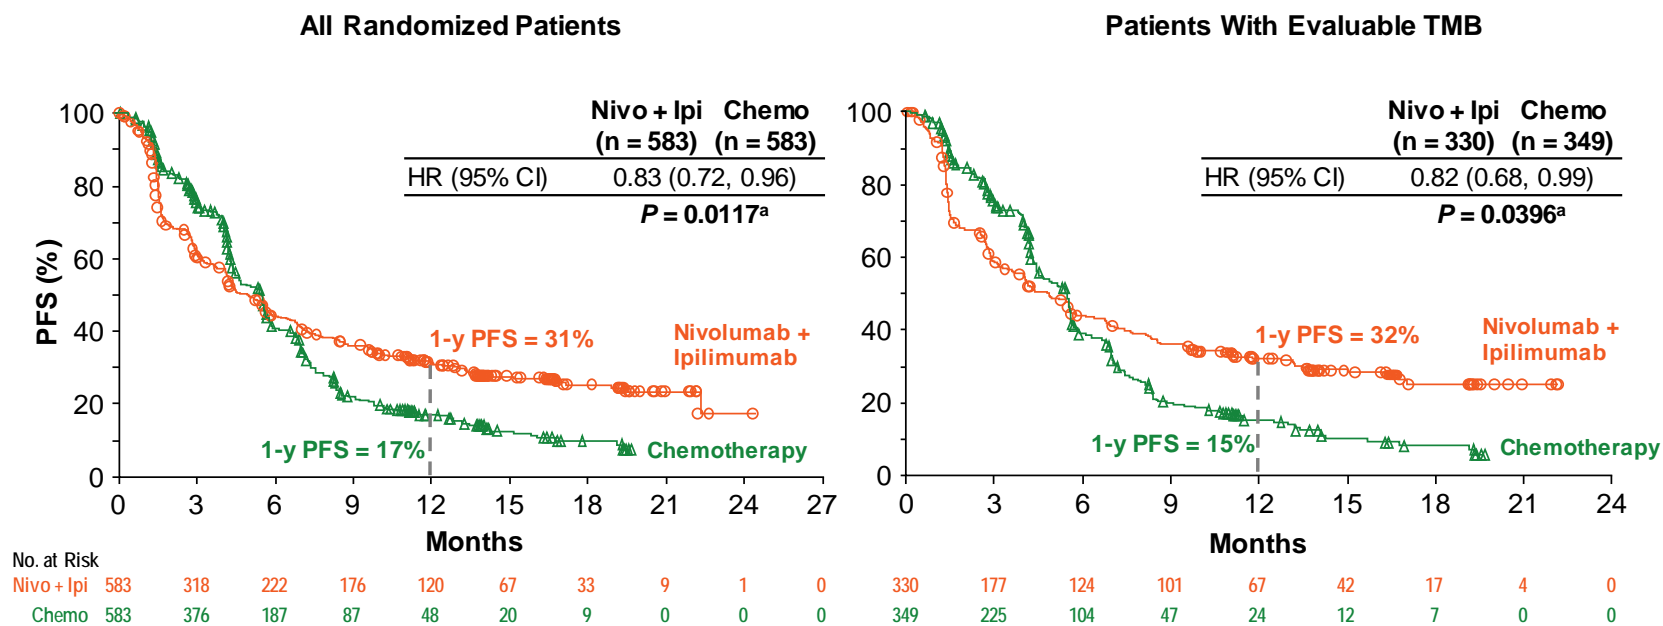 All Randomized Patients
Patients With Evaluable TMB
Nivo + Ipi Chemo
(n = 583) (n = 583)
HR (95% CI) 0.83 (0.72, 0.96)
P = 0.0117ᵃ
PFS (%)
100
80
60
40
20
0
1-y PFS = 31%
Nivolumab +
Ipilimumab
1-y PFS = 17%
Chemotherapy
0 3 6 9 12 15 18 21 24 27
Months
Nivo + Ipi Chemo
(n = 330) (n = 349)
HR (95% CI) 0.82 (0.68, 0.99)
P = 0.0396ᵃ
100
80
60
40
20
0
1-y PFS = 32%
Nivolumab +
Ipilimumab
1-y PFS = 15%
Chemotherapy
0 3 6 9 12 15 18 21 24
Months
No. at Risk
Nivo + Ipi 583 318 222 176 120 67 33 9 1 0 330 177 124 101 67 42 17 4 0
Chemo 583 376 187 87 48 20 9 0 0 0 349 225 104 47 24 12 7 0 0